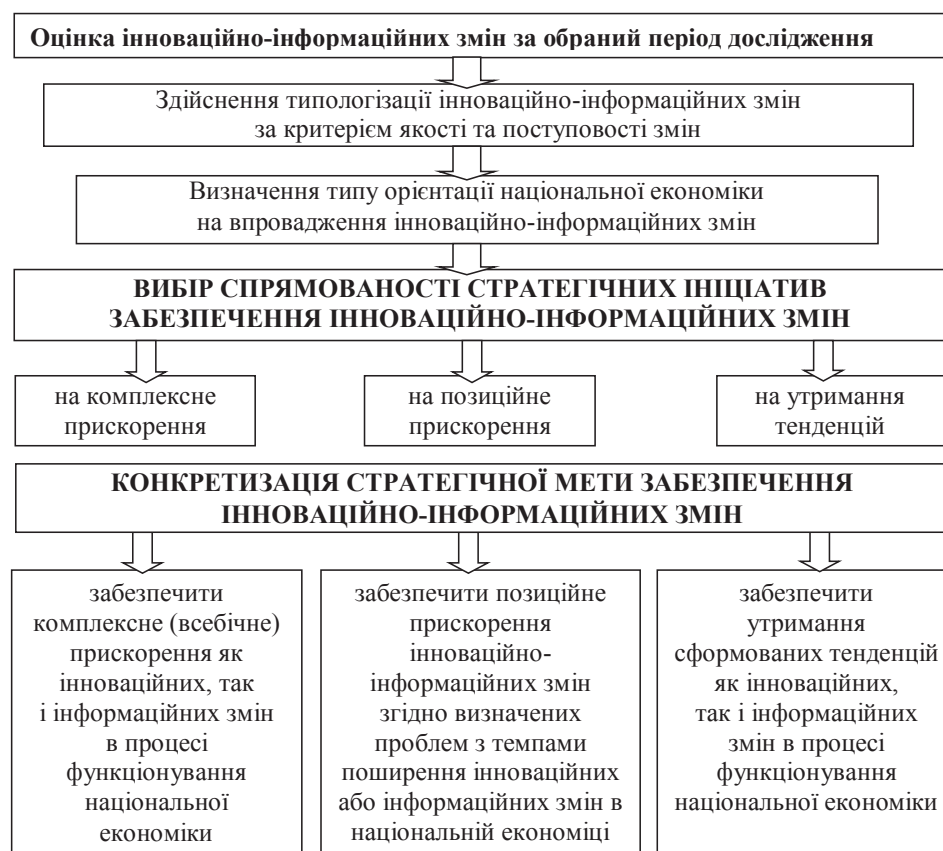 Оцінка інноваційно-інформаційних змін за обраний період дослідження
Здійснення типологізації інноваційно-інформаційних змін
за критерієм якості та поступовості змін
Визначення типу орієнтації національної економіки
на впровадження інноваційно-інформаційних змін
ВИБІР СПРЯМОВАНОСТІ СТРАТЕГІЧНИХ ІНІЦІАТИВ
ЗАБЕЗПЕЧЕННЯ ІННОВАЦІЙНО-ІНФОРМАЦІЙНИХ ЗМІН
на комплексне
прискорення
на позиційне
прискорення
на утримання
тенденцій
КОНКРЕТИЗАЦІЯ СТРАТЕГІЧНОЇ МЕТИ ЗАБЕЗПЕЧЕННЯ
ІННОВАЦІЙНО-ІНФОРМАЦІЙНИХ ЗМІН
забезпечити
комплексне (всебічне)
прискорення як
інноваційних, так
і інформаційних змін
в процесі
функціонування
національної
економіки
забезпечити позиційне
прискорення
інноваційно-
інформаційних змін
згідно визначених
проблем з темпами
поширення інноваційних
або інформаційних змін в
національній економіці
забезпечити
утримання
сформованих тенденцій
як інноваційних,
так і інформаційних
змін в процесі
функціонування
національної економіки